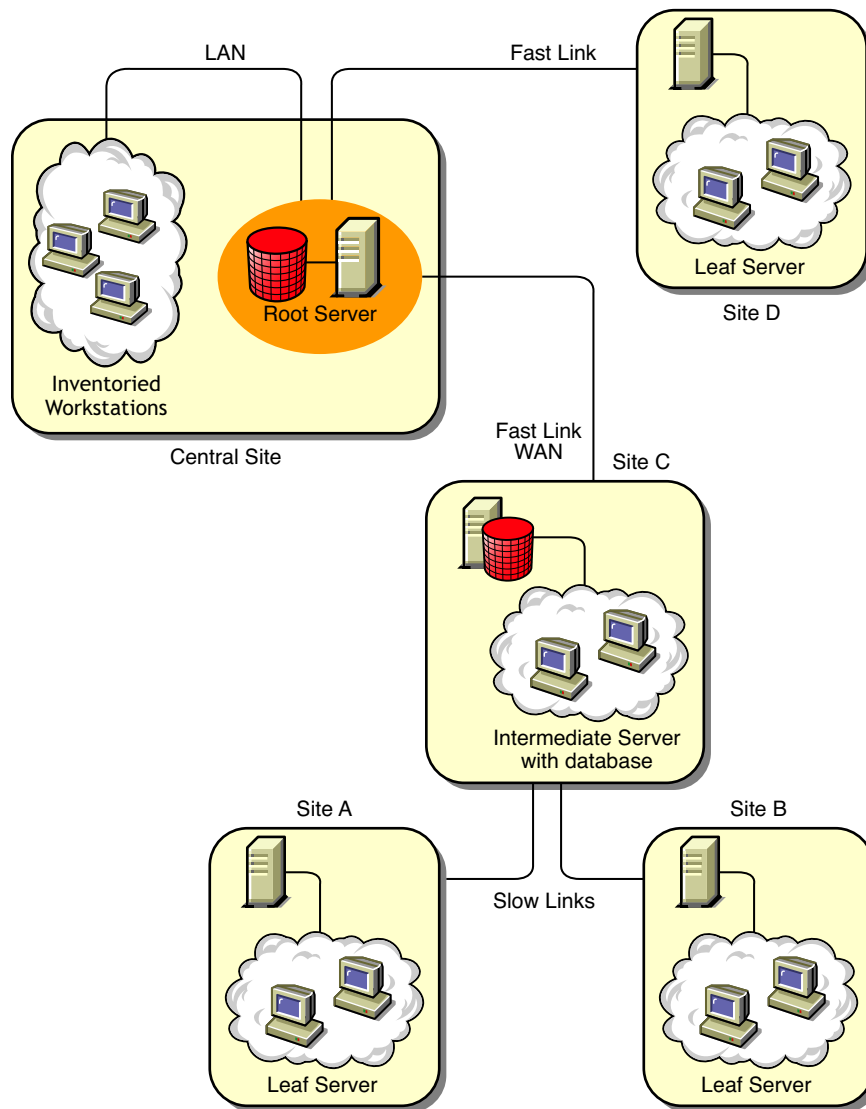 LAN
Fast Link
Leaf Server
Site D
Root Server
Inventoried
Workstations
Central Site
Fast Link
WAN
Site C
Intermediate Server
with database
Site A
Site B
Slow Links
Leaf Server
Leaf Server